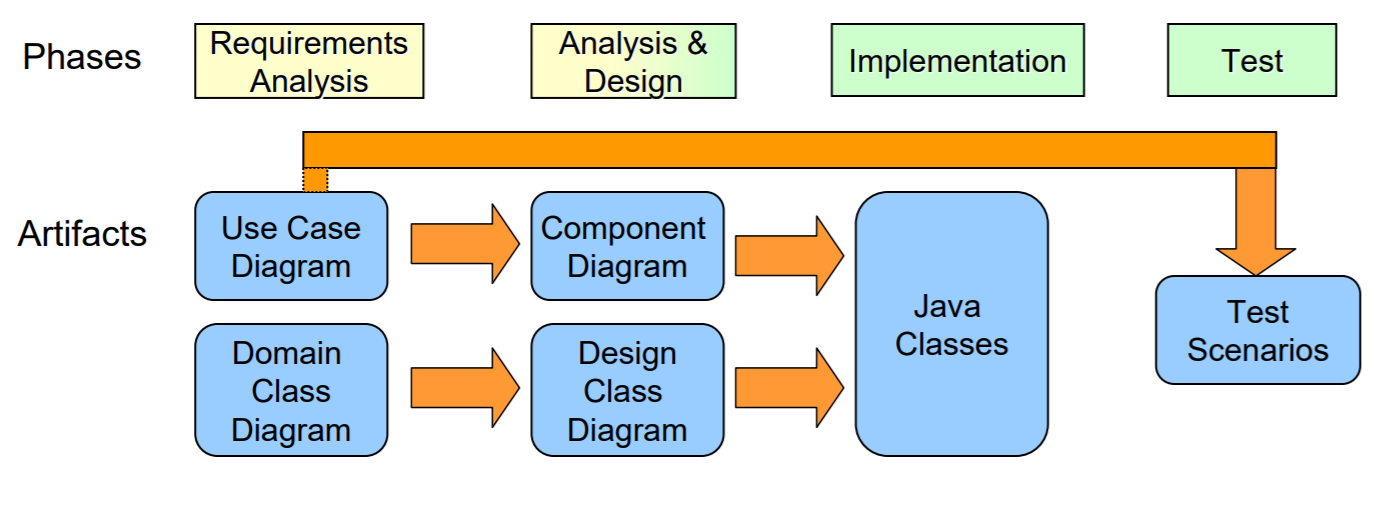 Phases
Requirements
Analysis
Analysis &
Design
Implementation
Test
Artifacts
Use Case
Diagram
Component
Diagram
Java
Classes
Test
Scenarios
Domain
Class
Diagram
Design
Class
Diagram